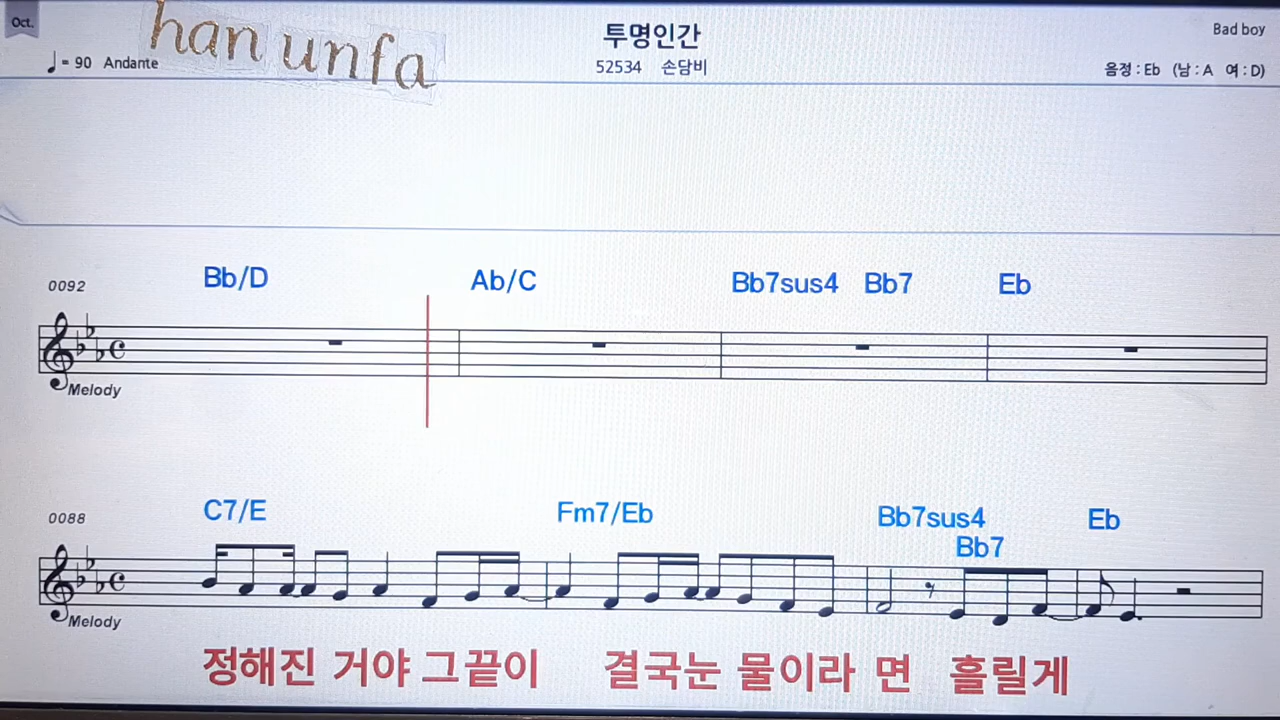 Oct.
han unfa
투명인간
Bad boy
♩= 90 Andante
52534 손담비
음정 : Eb (남 : A 여 : D)
0092
Bb/D Ab/C Bb7sus4 Bb7 Eb
Melody
0088
C7/E Fm7/Eb Bb7sus4 Eb
Bb7
Melody
정해진 거야 그끝이 결국눈 물이라 면 흘릴게